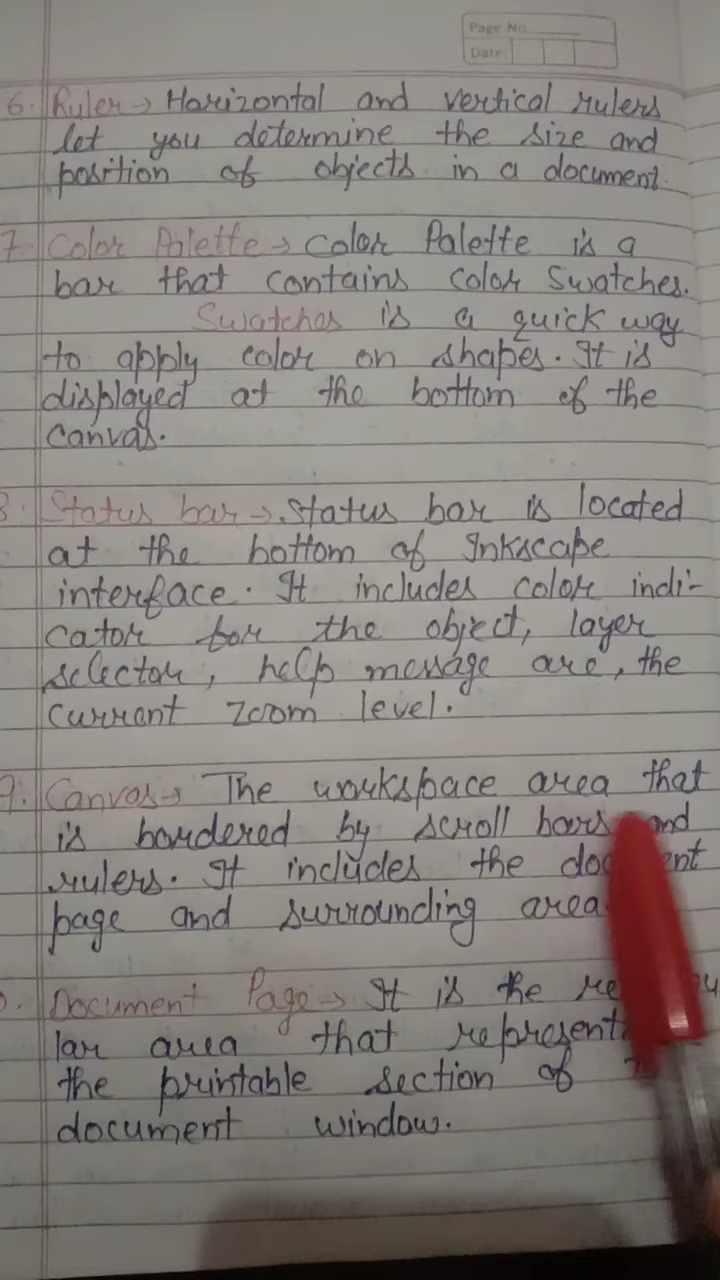 Page No.
Date
6. Ruler → Horizontal and vertical rulers
let you determine the size and
position of objects in a document.
7. Color Palette → Color Palette is a
bar that contains color Swatches.
Swatches is a quick way
to apply color on shapes. It is
displayed at the bottom of the
canvas.
8. Status bar →. Status bar is located
at the bottom of Inkscape
interface. It includes color indi-
cator for the object, layer
selector, help message are, the
current zoom level.
9. Canvas → The workspace area that
is bordered by scroll bars and
rulers. It includes the
page and surrounding area
Document Page → It is the
lar area that
the printable section of
document window.